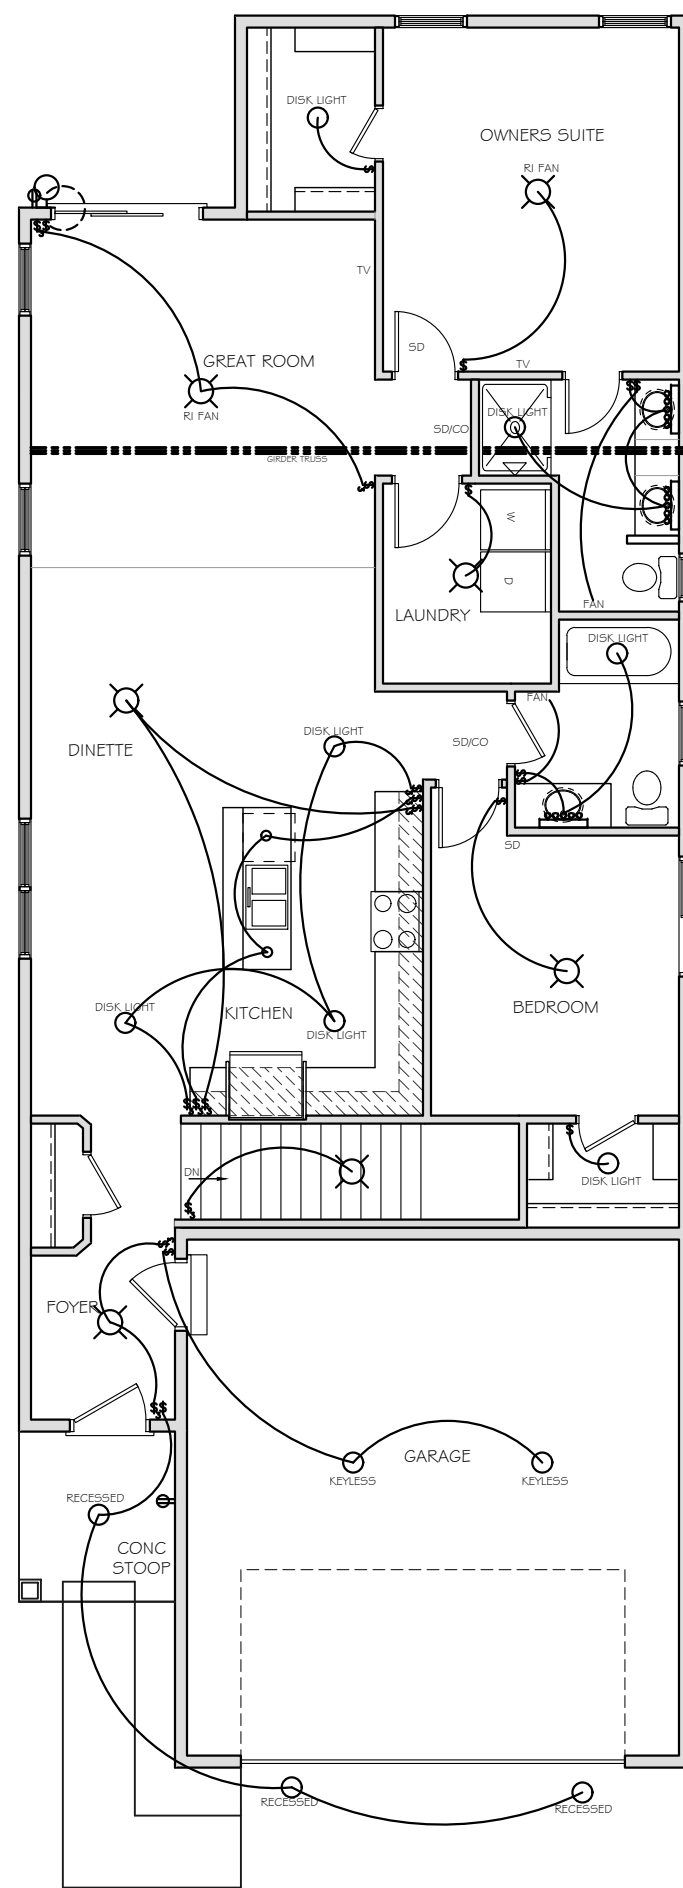 DISK LIGHT
OWNERS SUITE
RI FAN
TV
SD
GREAT ROOM
TV
RI FAN
DISK LIGHT
SD/CO
GIRDER TRUSS
W
D
FAN
LAUNDRY
DISK LIGHT
FAN
DISK LIGHT
SD/CO
DINETTE
SD
DISK LIGHT
KITCHEN
BEDROOM
DISK LIGHT
DN
DISK LIGHT
FOYER
GARAGE
KEYLESS
KEYLESS
RECESSED
CONC
STOOP
RECESSED
RECESSED